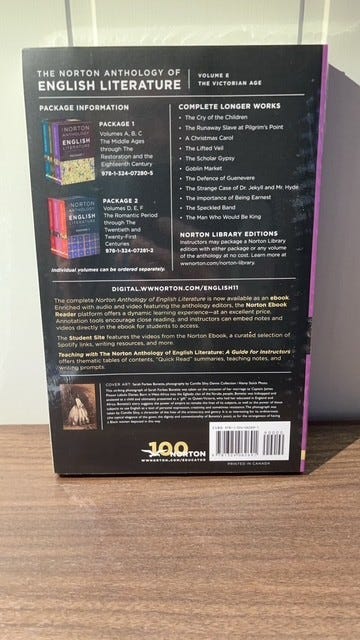 THE NORTON ANTHOLOGY OF
ENGLISH LITERATURE
VOLUME E
THE VICTORIAN AGE
PACKAGE INFORMATION
PACKAGE 1
Volumes A, B, C
The Middle Ages
through The
Restoration and the
Eighteenth Century
978-1-324-07280-5
PACKAGE 2
Volumes D, E, F
The Romantic Period
through The
Twentieth and
Twenty-First
Centuries
978-1-324-07281-2
Individual volumes can be ordered separately.
COMPLETE LONGER WORKS
• The Cry of the Children
• The Runaway Slave at Pilgrim's Point
• A Christmas Carol
• The Lifted Veil
• The Scholar Gypsy
• Goblin Market
• The Defence of Guenevere
• The Strange Case of Dr. Jekyll and Mr. Hyde
• The Importance of Being Earnest
• The Speckled Band
• The Man Who Would Be King
NORTON LIBRARY EDITIONS
Instructors may package a Norton Library
edition with either package or any volume
of the anthology at no cost. Learn more at
wwnorton.com/norton-library.
DIGITAL.WWNORTON.COM/ENGLISH11
The complete Norton Anthology of English Literature is now available as an ebook.
Enriched with audio and video featuring the anthology editors, the Norton Ebook
Reader platform offers a dynamic learning experience—at an excellent price.
Annotation tools encourage close reading, and instructors can embed notes and
videos directly in the ebook for students to access.
The Student Site features the videos from the Norton Ebook, a curated selection of
Spotify links, writing resources, and more.
Teaching with The Norton Anthology of English Literature: A Guide for Instructors
offers thematic tables of contents, "Quick Read" summaries, teaching notes, and
writing prompts.
COVER ART
100
NORTON
WWNORTON.COM/EDUCATOR
90000
PRINTED IN CANADA